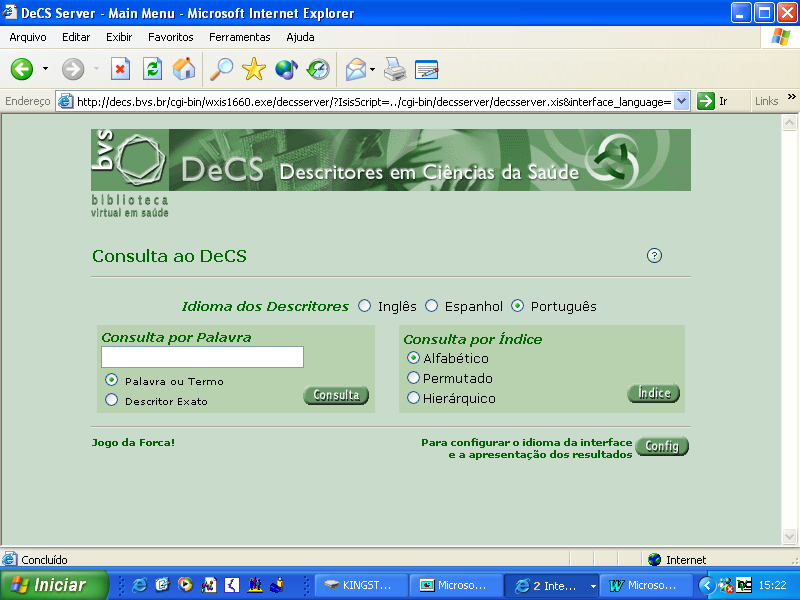 DeCS Server - Main Menu - Microsoft Internet Explorer
Arquivo Editar Exibir Favoritos Ferramentas Ajuda
Endereço http://decs.bvs.br/cgi-bin/wxis1660.exe/decsserver/?IsisScript=../cgi-bin/decsserver/decsserver.xis&interface_language= Ir Links »
bvs
DeCS Descritores em Ciências da Saúde
biblioteca
virtual em saúde
Consulta ao DeCS ?
Idioma dos Descritores Inglês Espanhol Português
Consulta por Palavra
Palavra ou Termo
Descritor Exato
Consulta
Consulta por Índice
Alfabético
Permutado
Hierárquico
Índice
Jogo da Forca!
Para configurar o idioma da interface
e a apresentação dos resultados
Config
Concluído Internet
Iniciar KINGST... Microso... 2 Inte... Microso... 15:22